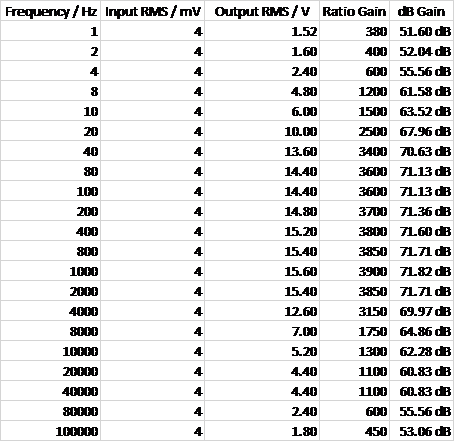 Frequency / Hz Input RMS / mV Output RMS / V Ratio Gain dB Gain
1 4 1.52 380 51.60 dB
2 4 1.60 400 52.04 dB
4 4 2.40 600 55.56 dB
8 4 4.80 1200 61.58 dB
10 4 6.00 1500 63.52 dB
20 4 10.00 2500 67.96 dB
40 4 13.60 3400 70.63 dB
80 4 14.40 3600 71.13 dB
100 4 14.40 3600 71.13 dB
200 4 14.80 3700 71.36 dB
400 4 15.20 3800 71.60 dB
800 4 15.40 3850 71.71 dB
1000 4 15.60 3900 71.82 dB
2000 4 15.40 3850 71.71 dB
4000 4 12.60 3150 69.97 dB
8000 4 7.00 1750 64.86 dB
10000 4 5.20 1300 62.28 dB
20000 4 4.40 1100 60.83 dB
40000 4 4.40 1100 60.83 dB
80000 4 2.40 600 55.56 dB
100000 4 1.80 450 53.06 dB